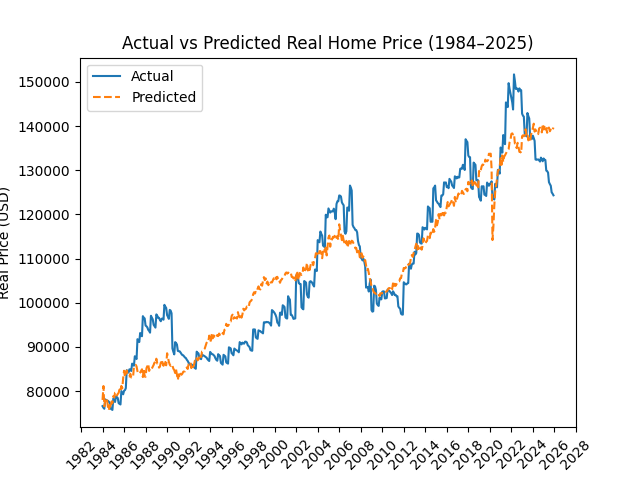 Actual vs Predicted Real Home Price (1984–2025)
Actual
Predicted
Real Price (USD)
150000
140000
130000
120000
110000
100000
90000
80000
1982 1984 1986 1988 1990 1992 1994 1996 1998 2000 2002 2004 2006 2008 2010 2012 2014 2016 2018 2020 2022 2024 2026 2028